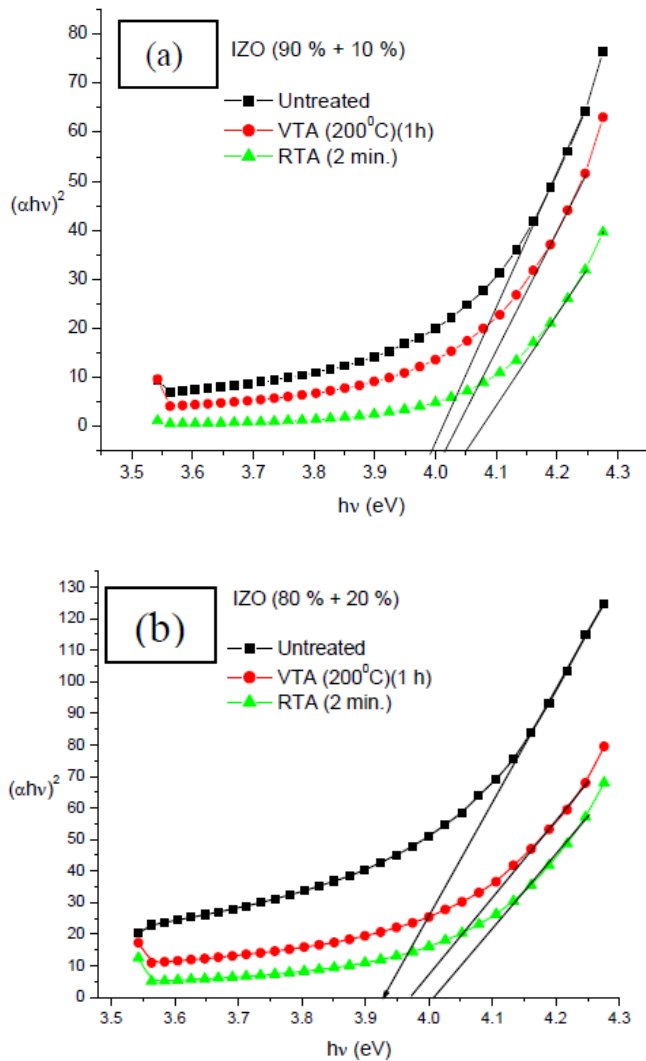 (a)
IZO (90 % + 10 %)
Untreated
VTA (200⁰C)(1h)
RTA (2 min.)
(αhν)²
80
70
60
50
40
30
20
10
0
3.5 3.6 3.7 3.8 3.9 4.0 4.1 4.2 4.3
hν (eV)
(b)
IZO (80 % + 20 %)
Untreated
VTA (200⁰C)(1 h)
RTA (2 min.)
(αhν)²
130
120
110
100
90
80
70
60
50
40
30
20
10
0
3.5 3.6 3.7 3.8 3.9 4.0 4.1 4.2 4.3
hν (eV)